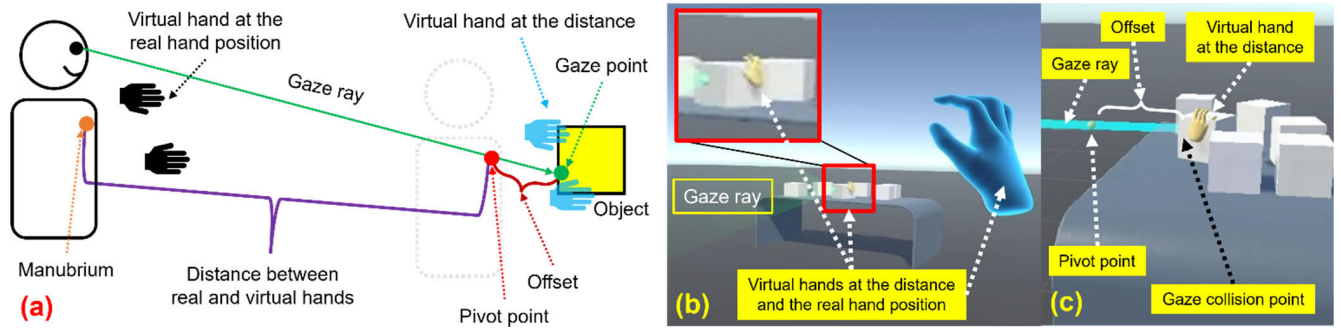 Virtual hand at the
real hand position
Virtual hand at the distance
Gaze point
Gaze ray
Object
Manubrium
Distance between
real and virtual hands
Offset
Pivot point
(a)
Gaze ray
Virtual hands at the distance
and the real hand position
(b)
Offset
Virtual hand
at the distance
Gaze ray
Pivot point
Gaze collision point
(c)